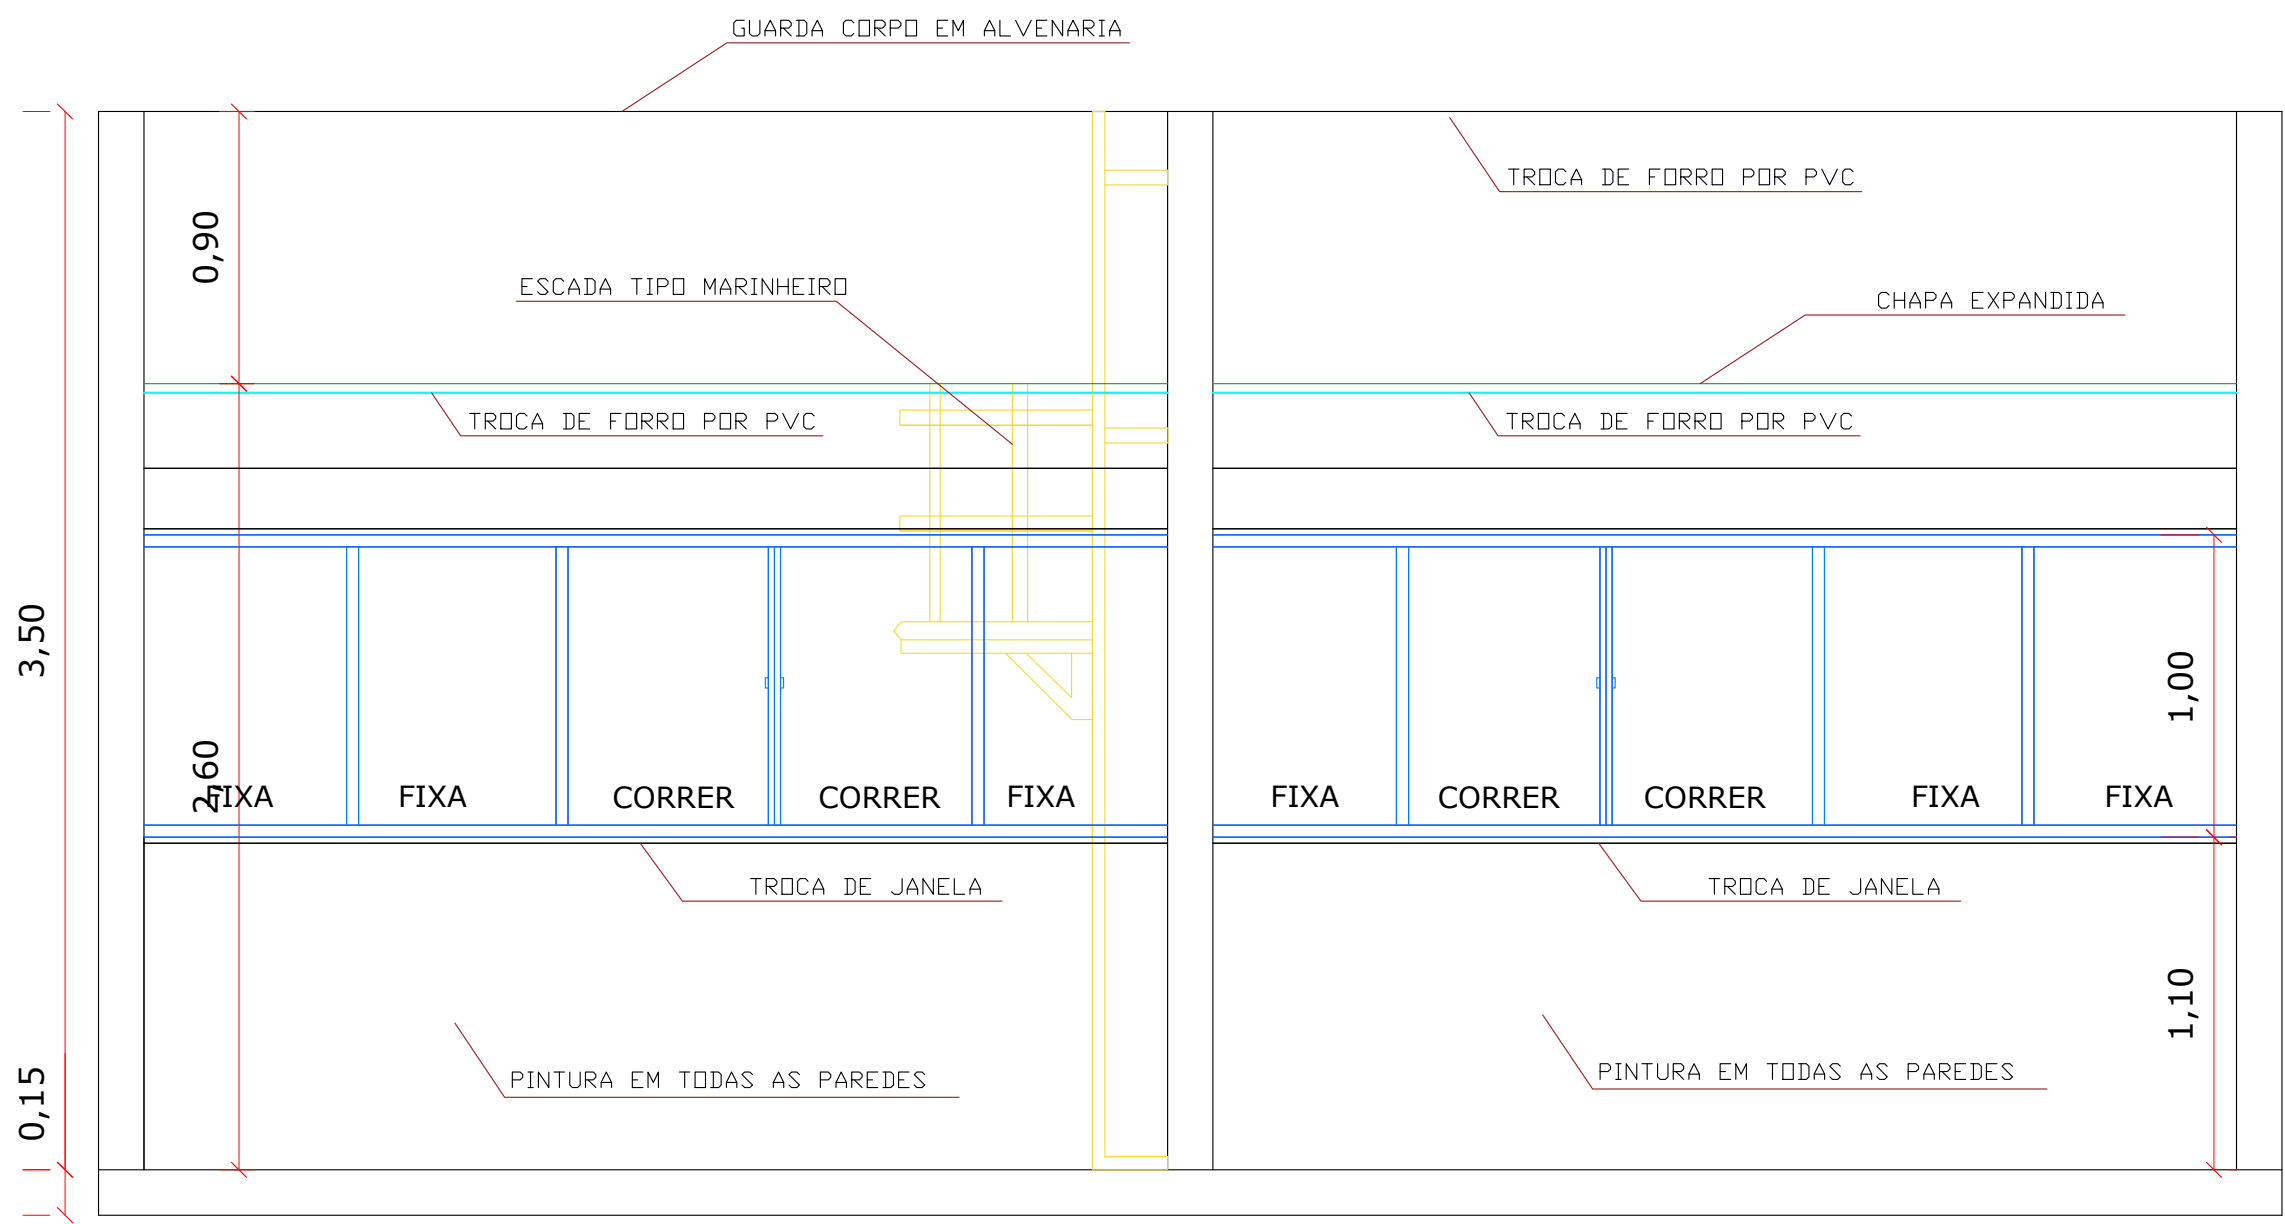 GUARDA CORPO EM ALVENARIA
TROCA DE FORRO POR PVC
0,90
ESCADA TIPO MARINHEIRO
CHAPA EXPANDIDA
TROCA DE FORRO POR PVC
TROCA DE FORRO POR PVC
3,50
1,00
2,60
FIXA
FIXA
CORRER
CORRER
FIXA
FIXA
CORRER
CORRER
FIXA
FIXA
TROCA DE JANELA
TROCA DE JANELA
1,10
0,15
PINTURA EM TODAS AS PAREDES
PINTURA EM TODAS AS PAREDES